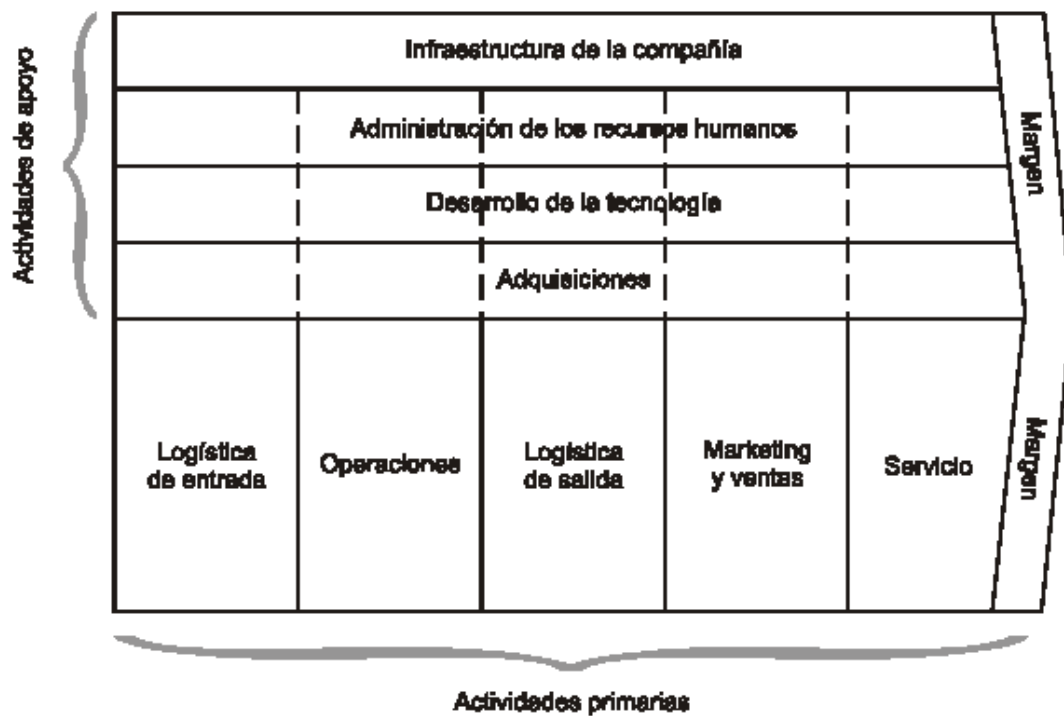 Actividades de apoyo
Infraestructura de la compañía
Administración de los recursos humanos
Desarrollo de la tecnología
Adquisiciones
Margen
Logística
de entrada
Operaciones
Logística
de salida
Marketing
y ventas
Servicio
Margen
Actividades primarias